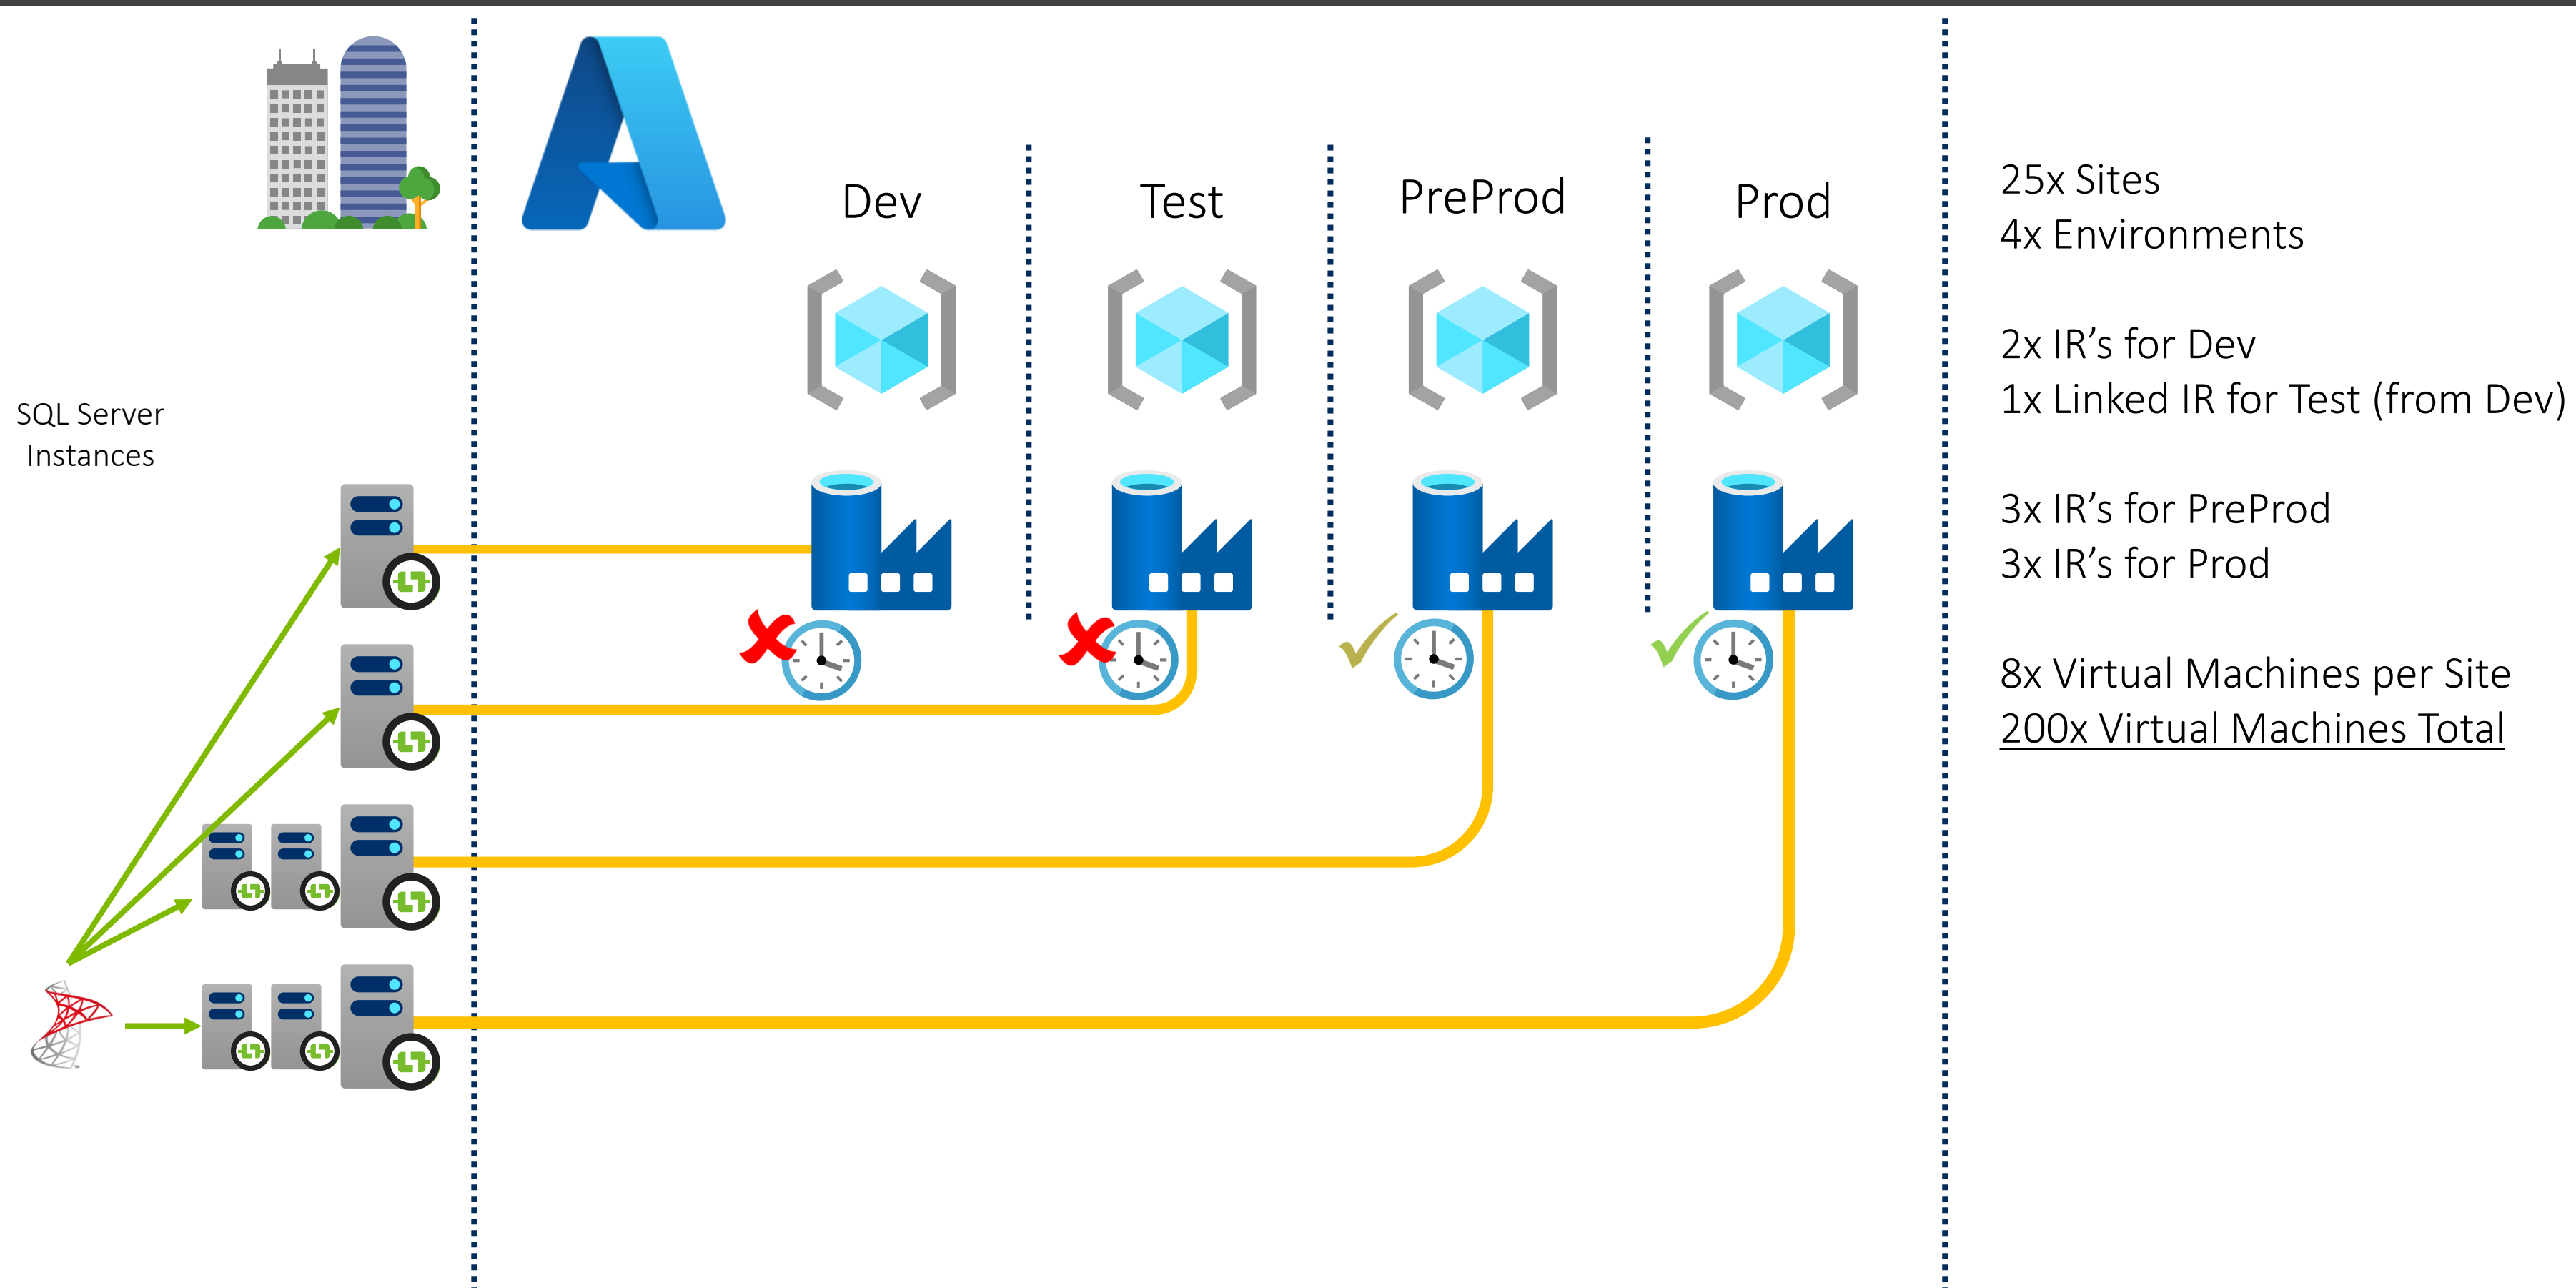 SQL Server
Instances
Dev
Test
PreProd
Prod
25x Sites
4x Environments
2x IR’s for Dev
1x Linked IR for Test (from Dev)
3x IR’s for PreProd
3x IR’s for Prod
8x Virtual Machines per Site
200x Virtual Machines Total